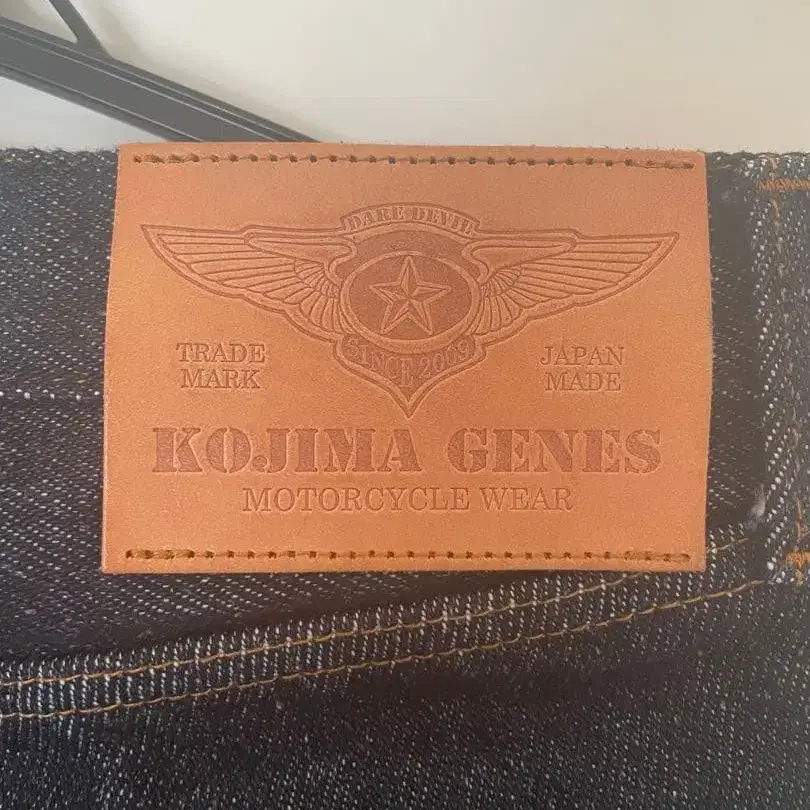 DARE DEVIL
SINCE 2009
TRADE
MARK
JAPAN
MADE
KOJIMA GENES
MOTORCYCLE WEAR